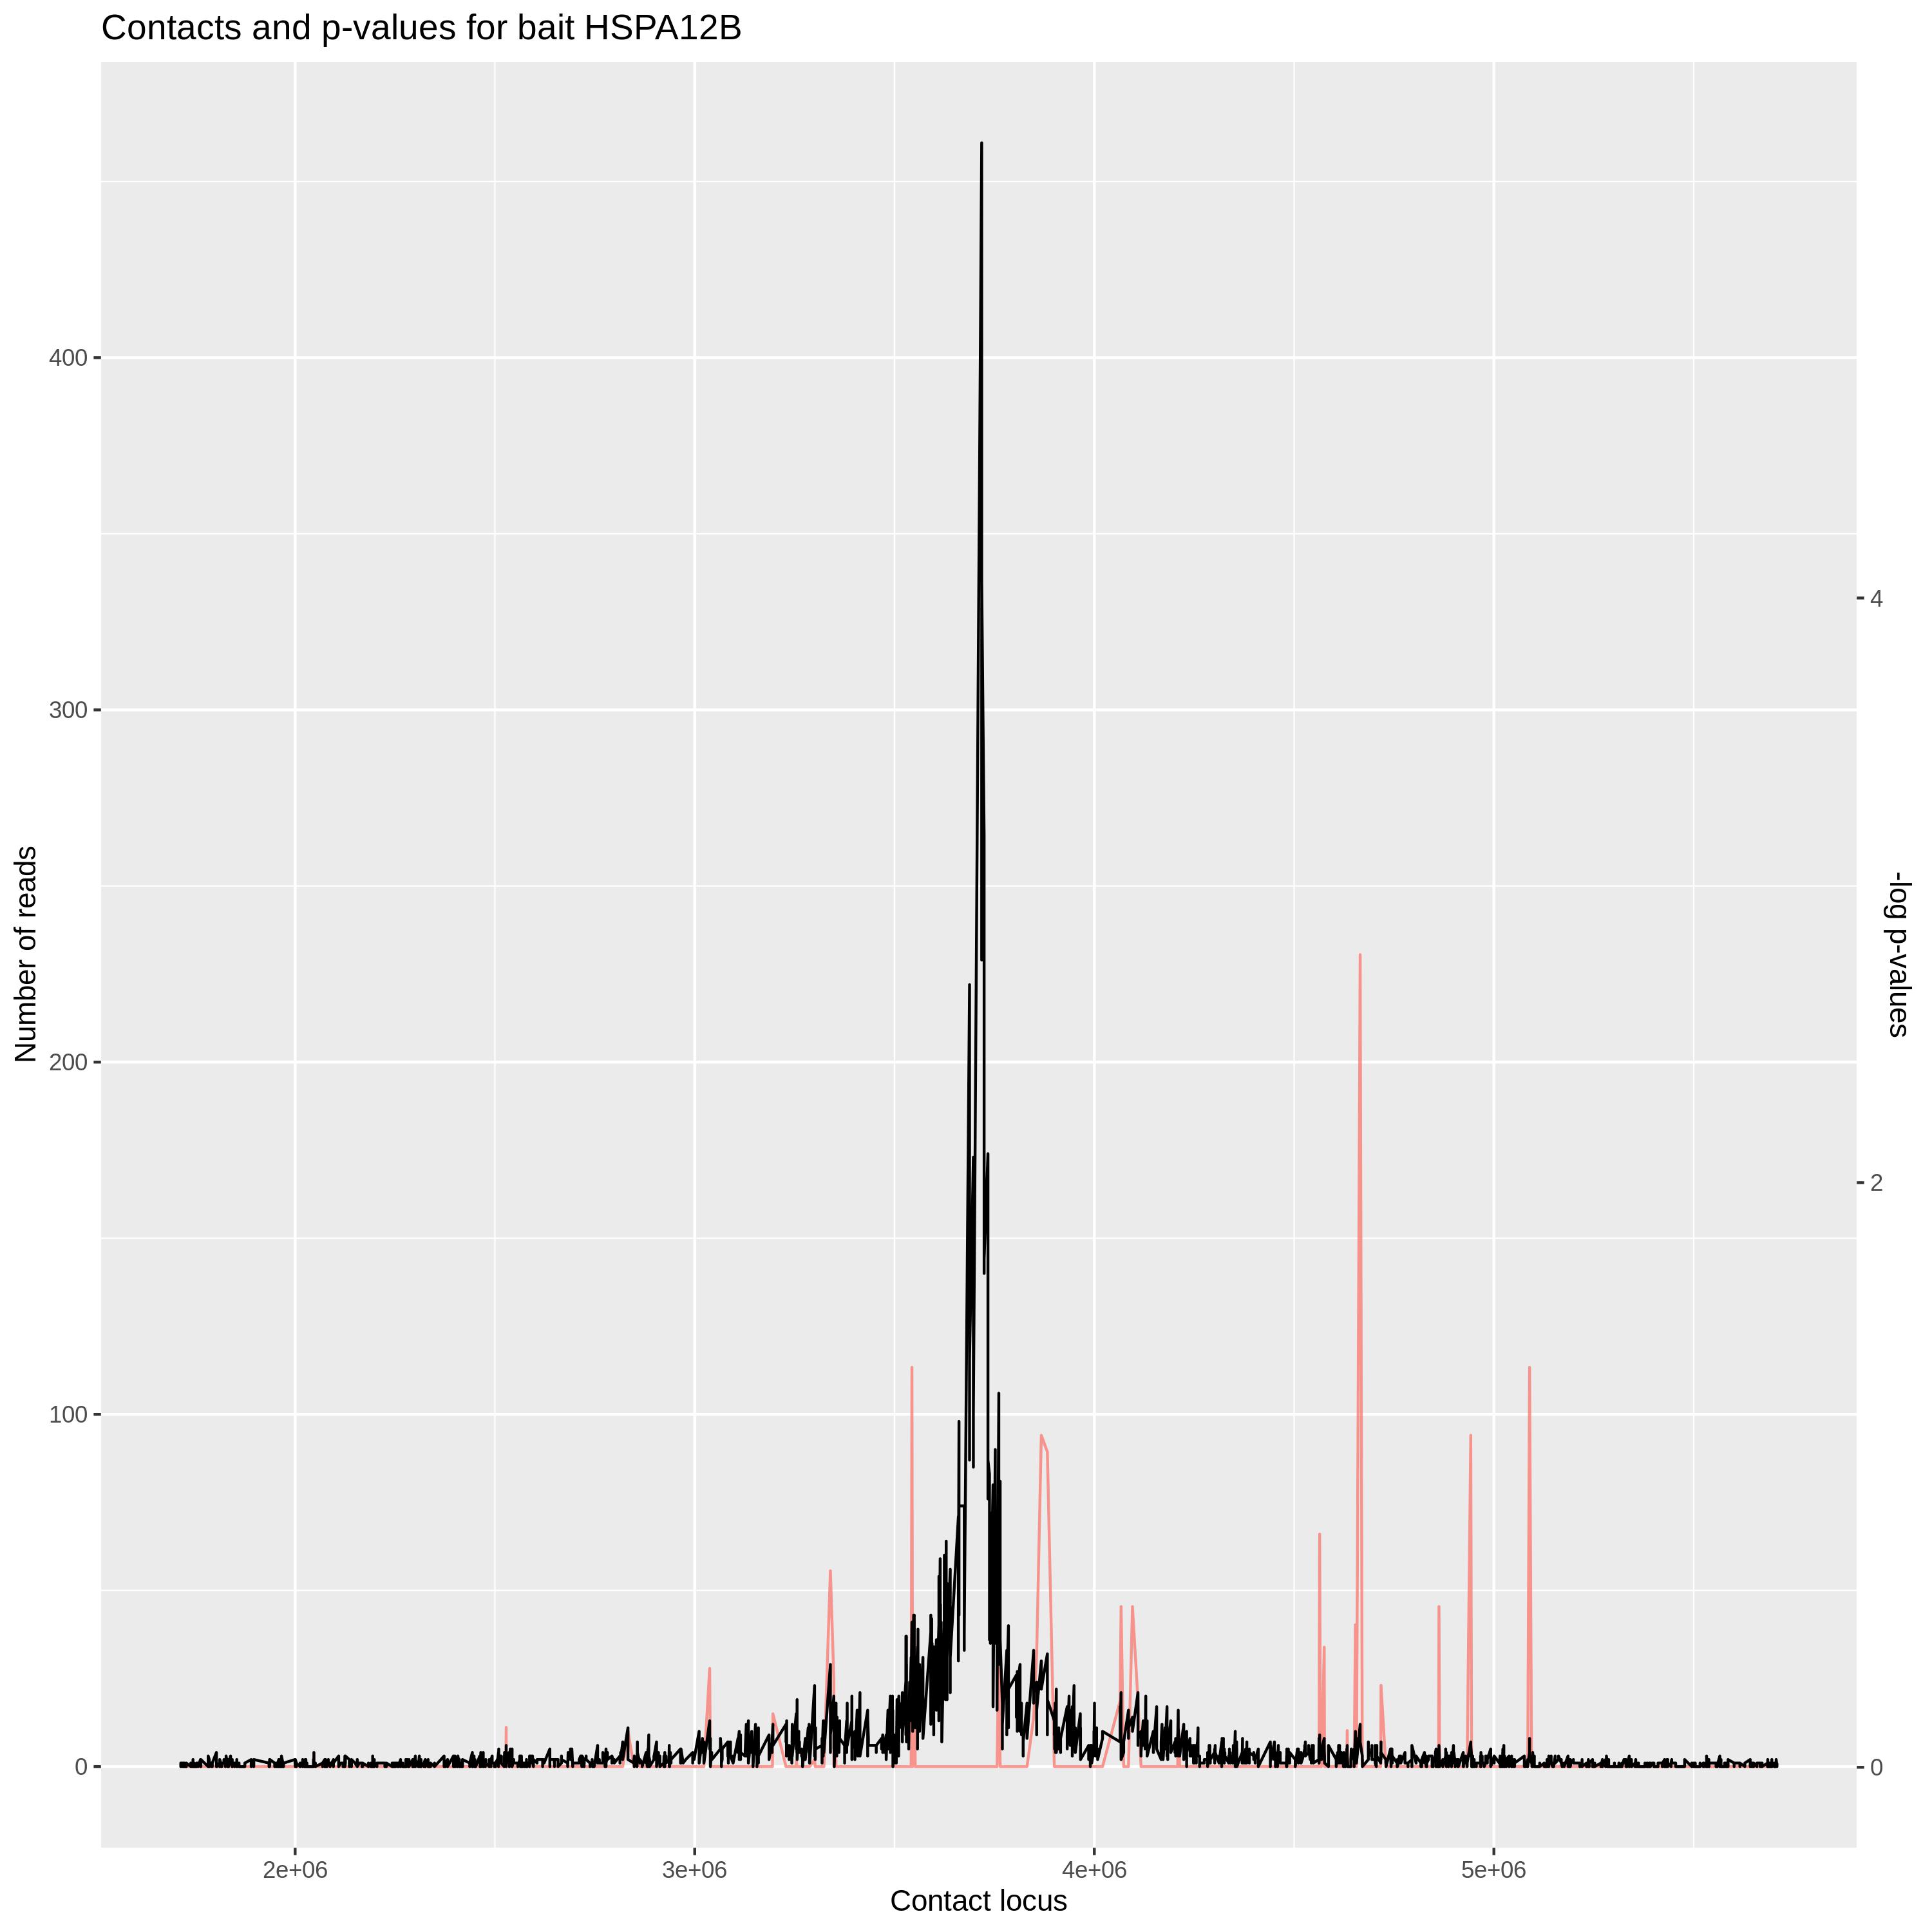 Contacts and p-values for bait HSPA12B
Number of reads
400
300
200
100
0
4
2
0
-log p-values
2e+06
3e+06
4e+06
5e+06
Contact locus